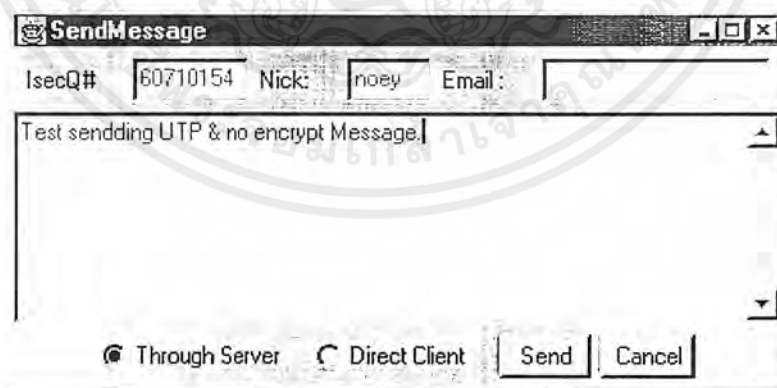 SendMessage
IsecQ# 60710154 Nick: noey Email :
Test sendding UTP & no encrypt Message.
Through Server Direct Client Send Cancel